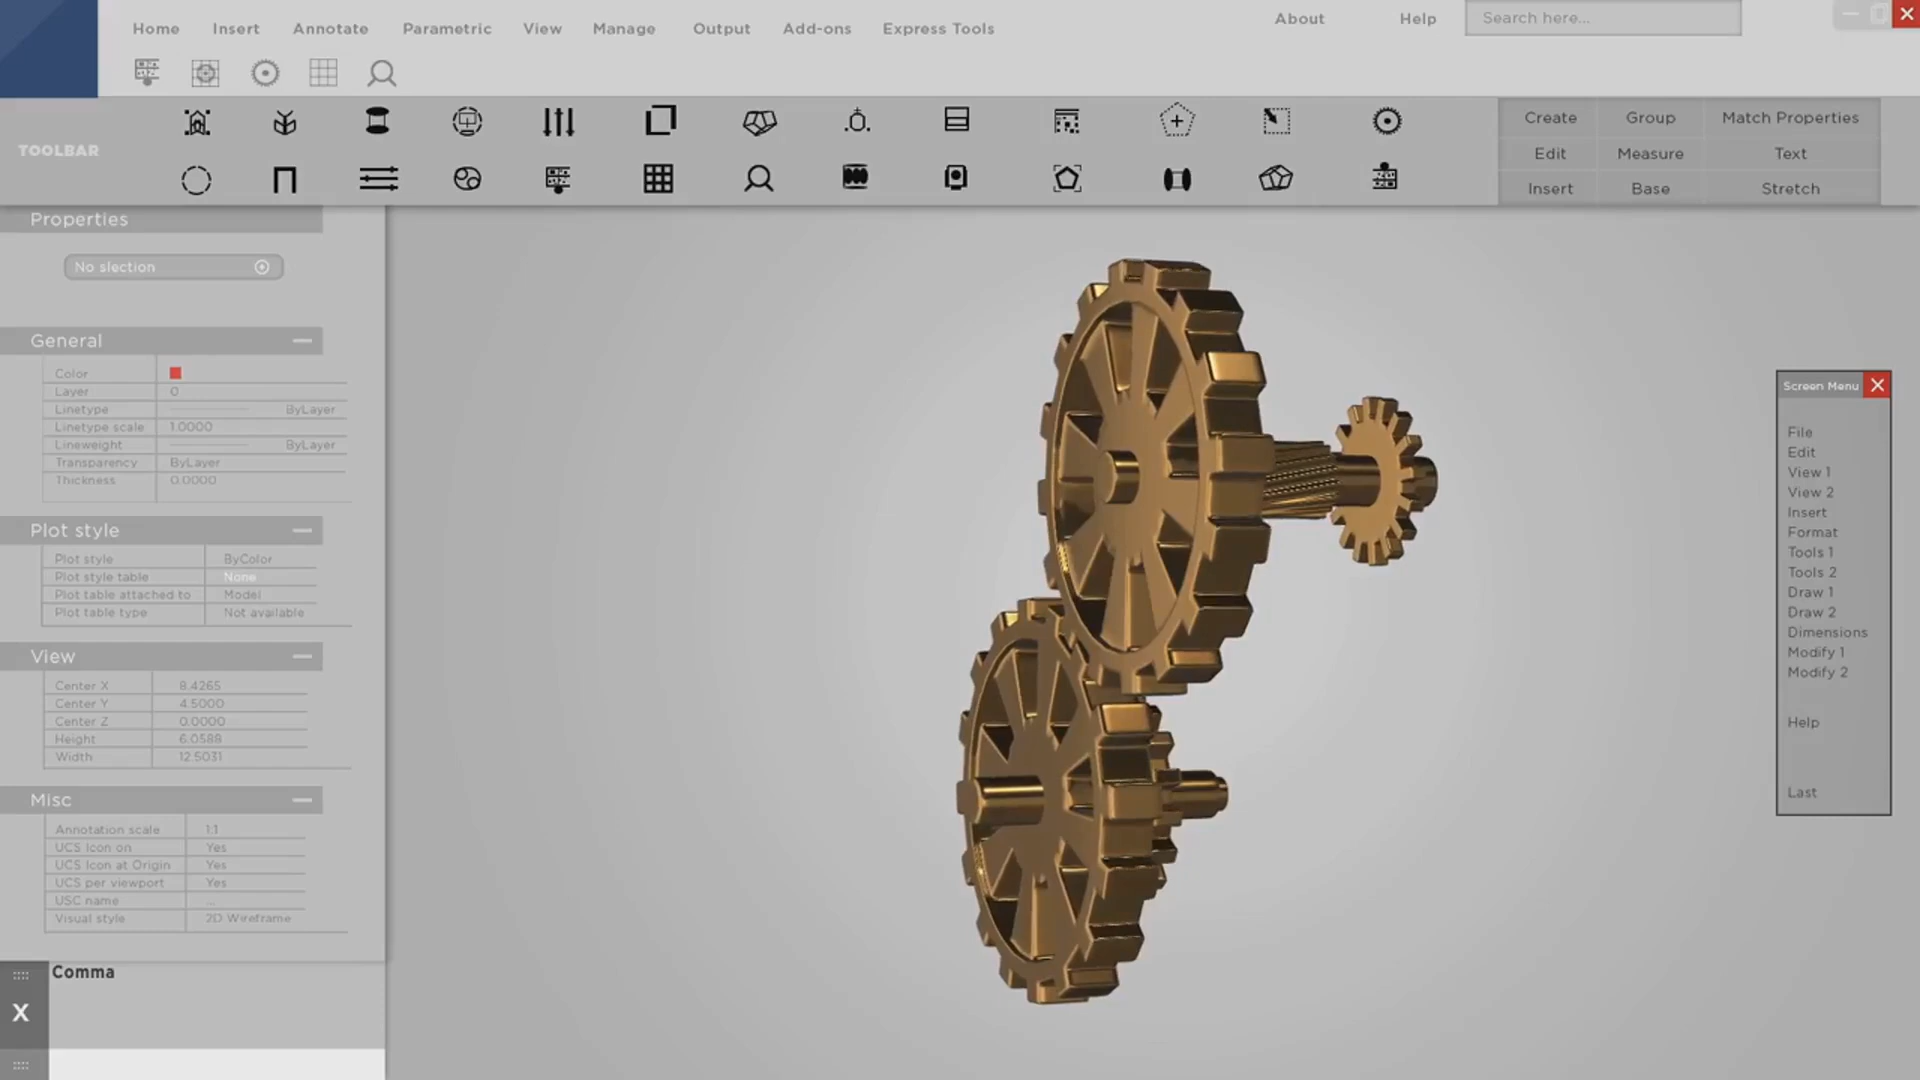 Home Insert Annotate Parametric View Manage Output Add-ons Express Tools About Help Search here...
TOOLBAR
Create Group Match Properties
Edit Measure Text
Insert Base Stretch
Properties
No slection
General
Color
Layer 0
Linetype ByLayer
Linetype scale 1.0000
Lineweight ByLayer
Transparency ByLayer
Thickness 0.0000
Plot style
Plot style ByColor
Plot style table None
Plot table attached to Model
Plot table type Not available
View
Center X 8.4265
Center Y 4.5000
Center Z 0.0000
Height 6.0588
Width 12.5031
Misc
Annotation scale 1:1
UCS Icon on Yes
UCS Icon at Origin Yes
UCS per viewport Yes
USC name ...
Visual style 2D Wireframe
Comma
X
Screen Menu
File
Edit
View 1
View 2
Insert
Format
Tools 1
Tools 2
Draw 1
Draw 2
Dimensions
Modify 1
Modify 2
Help
Last